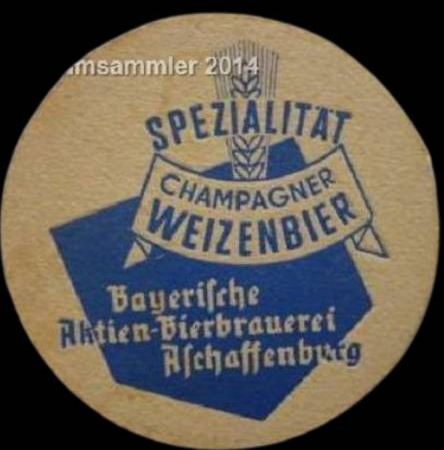 msammler 2014
SPEZIALITÄT
CHAMPAGNER
WEIZENBIER
Bayeriſche
Aktien-Bierbrauerei
Aſchaffenburg